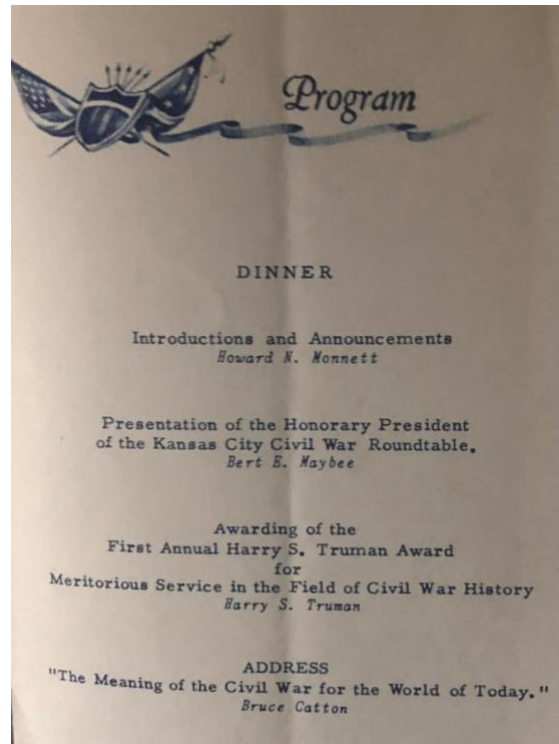 Program
DINNER
Introductions and Announcements
Howard N. Monnett
Presentation of the Honorary President
of the Kansas City Civil War Roundtable.
Bert E. Maybee
Awarding of the
First Annual Harry S. Truman Award
for
Meritorious Service in the Field of Civil War History
Harry S. Truman
ADDRESS
"The Meaning of the Civil War for the World of Today."
Bruce Catton